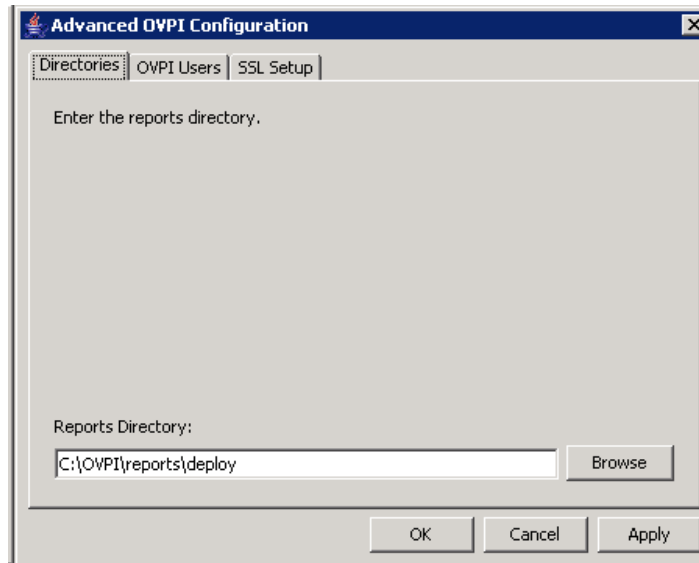 Advanced OVPI Configuration
Directories OVPI Users SSL Setup
Enter the reports directory.
Reports Directory:
C:\OVPI\reports\deploy Browse
OK Cancel Apply